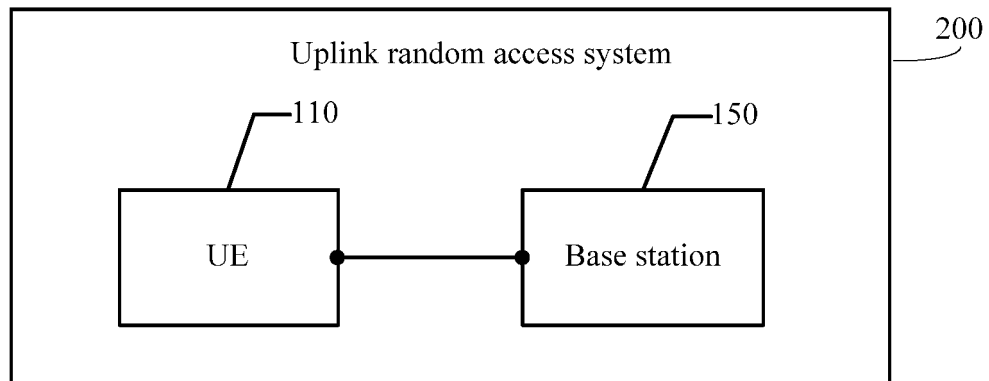 200
Uplink random access system
110
150
UE
Base station